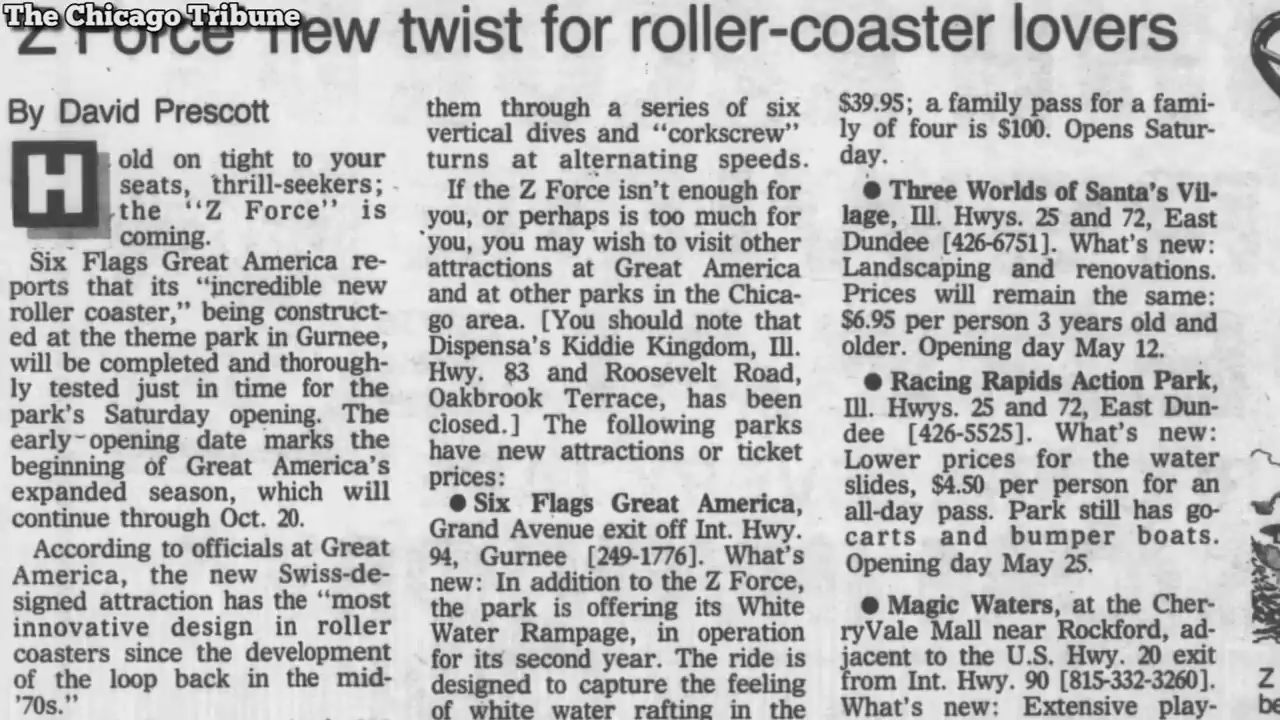 The Chicago Tribune
Z Force' new twist for roller-coaster lovers
By David Prescott
Hold on tight to your
seats, thrill-seekers;
the "Z Force" is
coming.
Six Flags Great America re-
ports that its "incredible new
roller coaster," being construct-
ed at the theme park in Gurnee,
will be completed and thorough-
ly tested just in time for the
park's Saturday opening. The
early-opening date marks the
beginning of Great America's
expanded season, which will
continue through Oct. 20.
According to officials at Great
America, the new Swiss-de-
signed attraction has the "most
innovative design in roller
coasters since the development
of the loop back in the mid-
'70s."
them through a series of six
vertical dives and "corkscrew"
turns at alternating speeds.
If the Z Force isn't enough for
you, or perhaps is too much for
you, you may wish to visit other
attractions at Great America
and at other parks in the Chica-
go area. [You should note that
Dispensa's Kiddie Kingdom, Ill.
Hwy. 83 and Roosevelt Road,
Oakbrook Terrace, has been
closed.] The following parks
have new attractions or ticket
prices:
● Six Flags Great America,
Grand Avenue exit off Int. Hwy.
94, Gurnee [249-1776]. What's
new: In addition to the Z Force,
the park is offering its White
Water Rampage, in operation
for its second year. The ride is
designed to capture the feeling
of white water rafting in the
$39.95; a family pass for a fami-
ly of four is $100. Opens Satur-
day.
● Three Worlds of Santa's Vil-
lage, Ill. Hwys. 25 and 72, East
Dundee [426-6751]. What's new:
Landscaping and renovations.
Prices will remain the same:
$6.95 per person 3 years old and
older. Opening day May 12.
● Racing Rapids Action Park,
Ill. Hwys. 25 and 72, East Dun-
dee [426-5525]. What's new:
Lower prices for the water
slides, $4.50 per person for an
all-day pass. Park still has go-
carts and bumper boats.
Opening day May 25.
● Magic Waters, at the Cher-
ryVale Mall near Rockford, ad-
jacent to the U.S. Hwy. 20 exit
from Int. Hwy. 90 [815-332-3260].
What's new: Extensive play-
Z
be